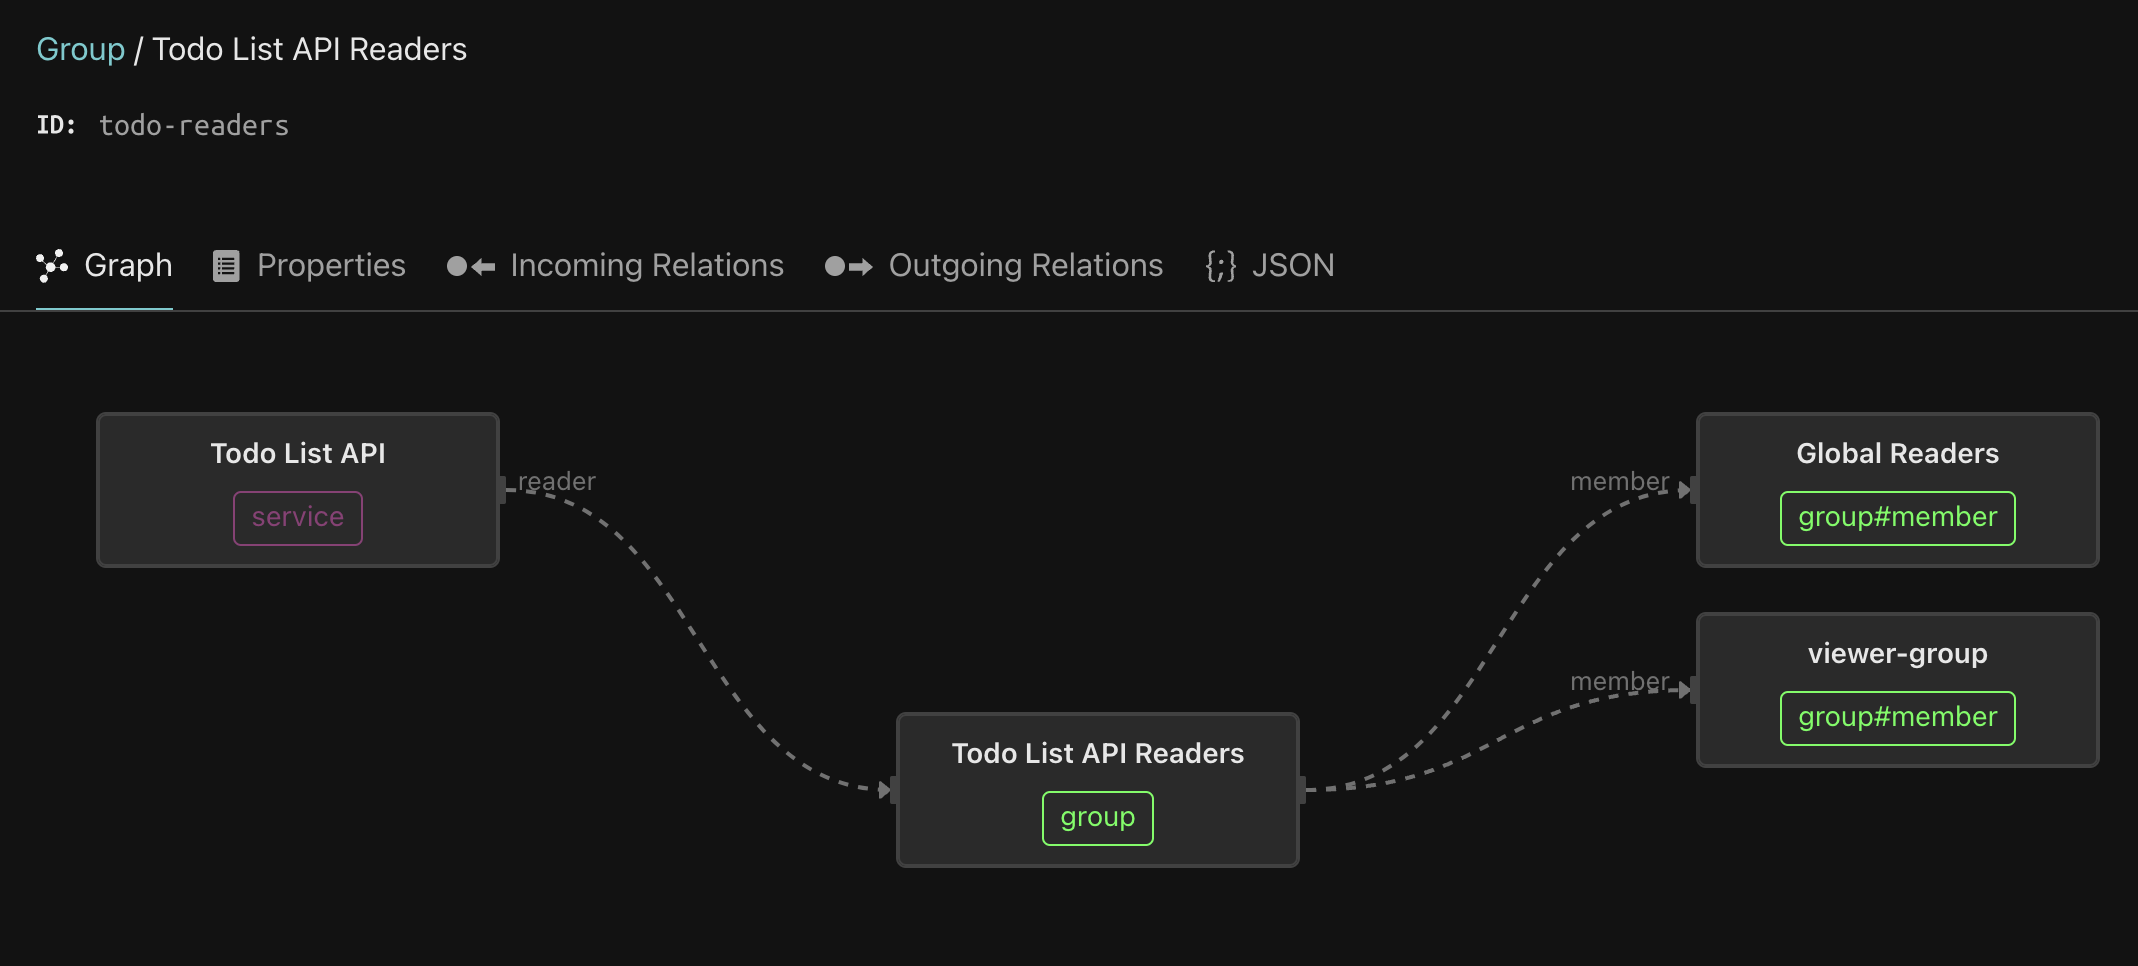 Group / Todo List API Readers
ID: todo-readers
Graph
Properties
Incoming Relations
Outgoing Relations
{;} JSON
Todo List API
service
reader
member
Global Readers
group#member
member
viewer-group
group#member
Todo List API Readers
group